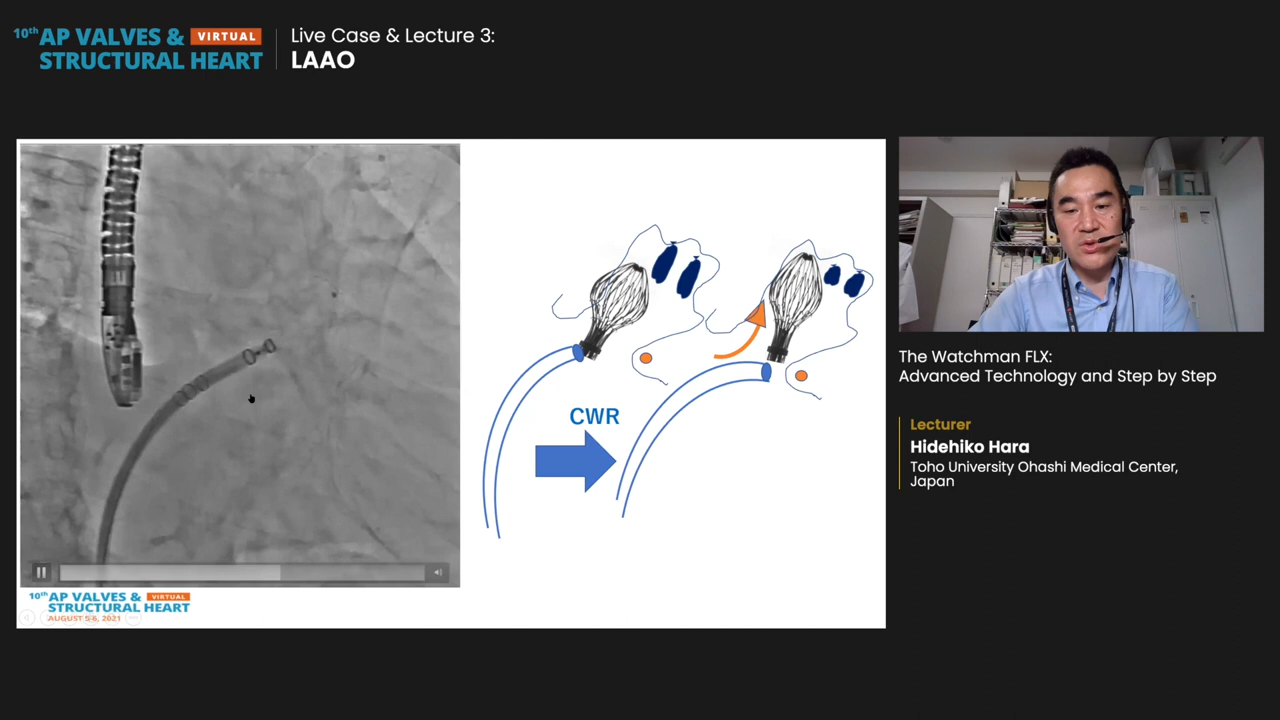 10th AP VALVES & VIRTUAL
STRUCTURAL HEART
Live Case & Lecture 3:
LAAO
CWR
10th AP VALVES & VIRTUAL
STRUCTURAL HEART
AUGUST 5-6, 2021
The Watchman FLX:
Advanced Technology and Step by Step
Lecturer
Hidehiko Hara
Toho University Ohashi Medical Center,
Japan